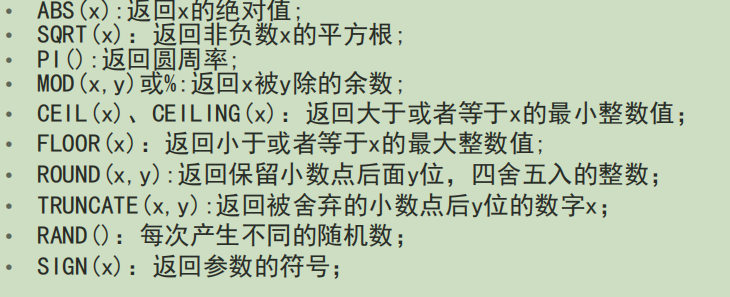 • ABS(x):返回x的绝对值;
• SQRT(x)：返回非负数x的平方根;
• PI():返回圆周率;
• MOD(x,y)或%:返回x被y除的余数;
• CEIL(x)、CEILING(x)：返回大于或者等于x的最小整数值；
• FLOOR(x)：返回小于或者等于x的最大整数值;
• ROUND(x,y):返回保留小数点后面y位，四舍五入的整数；
• TRUNCATE(x,y):返回被舍弃的小数点后y位的数字x；
• RAND()：每次产生不同的随机数；
• SIGN(x)：返回参数的符号；